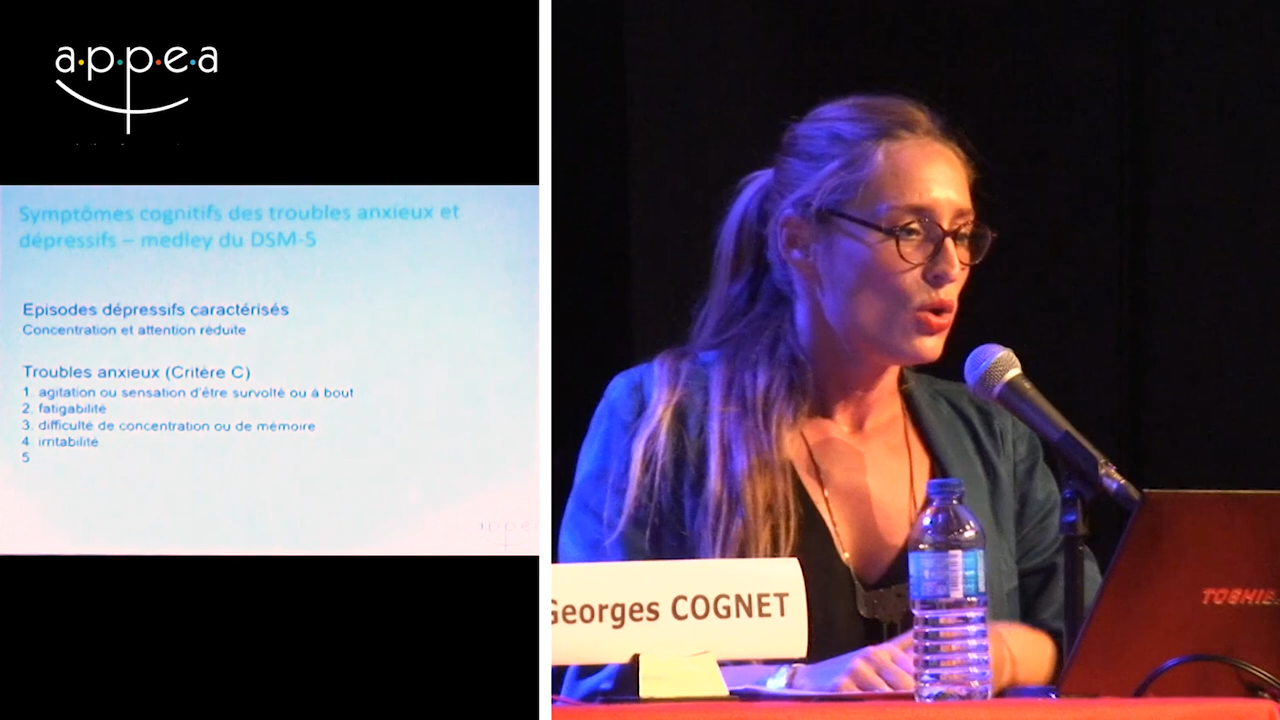 a·p·p·e·a
Symptômes cognitifs des troubles anxieux et
dépressifs – medley du DSM-5
Episodes dépressifs caractérisés
Concentration et attention réduite
Troubles anxieux (Critère C)
1. agitation ou sensation d'être survolté ou à bout
2. fatigabilité
3. difficulté de concentration ou de mémoire
4. irritabilité
5
Georges COGNET